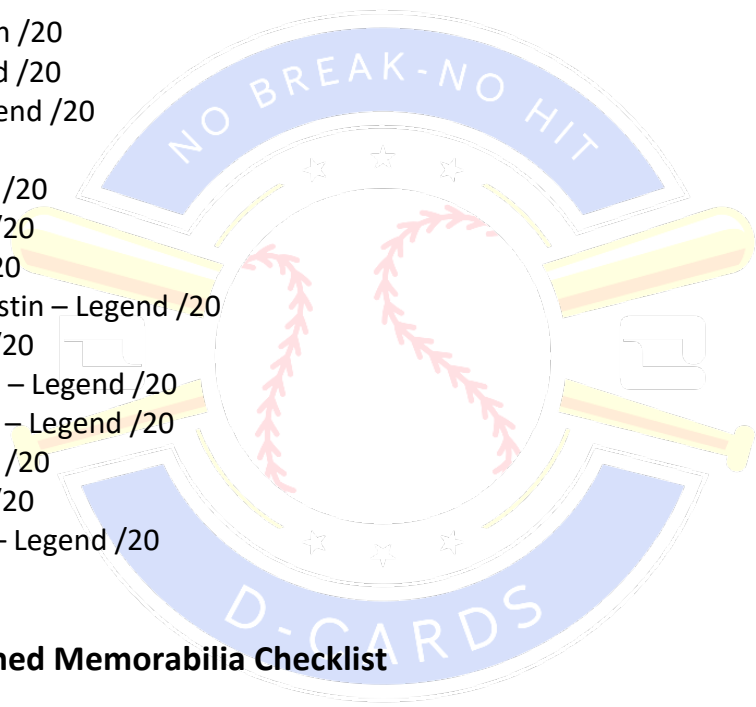 /20
/20
end /20
/20
/20
20
stin – Legend /20
/20
– Legend /20
– Legend /20
/20
/20
- Legend /20
ned Memorabilia Checklist
NO BREAK-NO HIT
D-CARDS